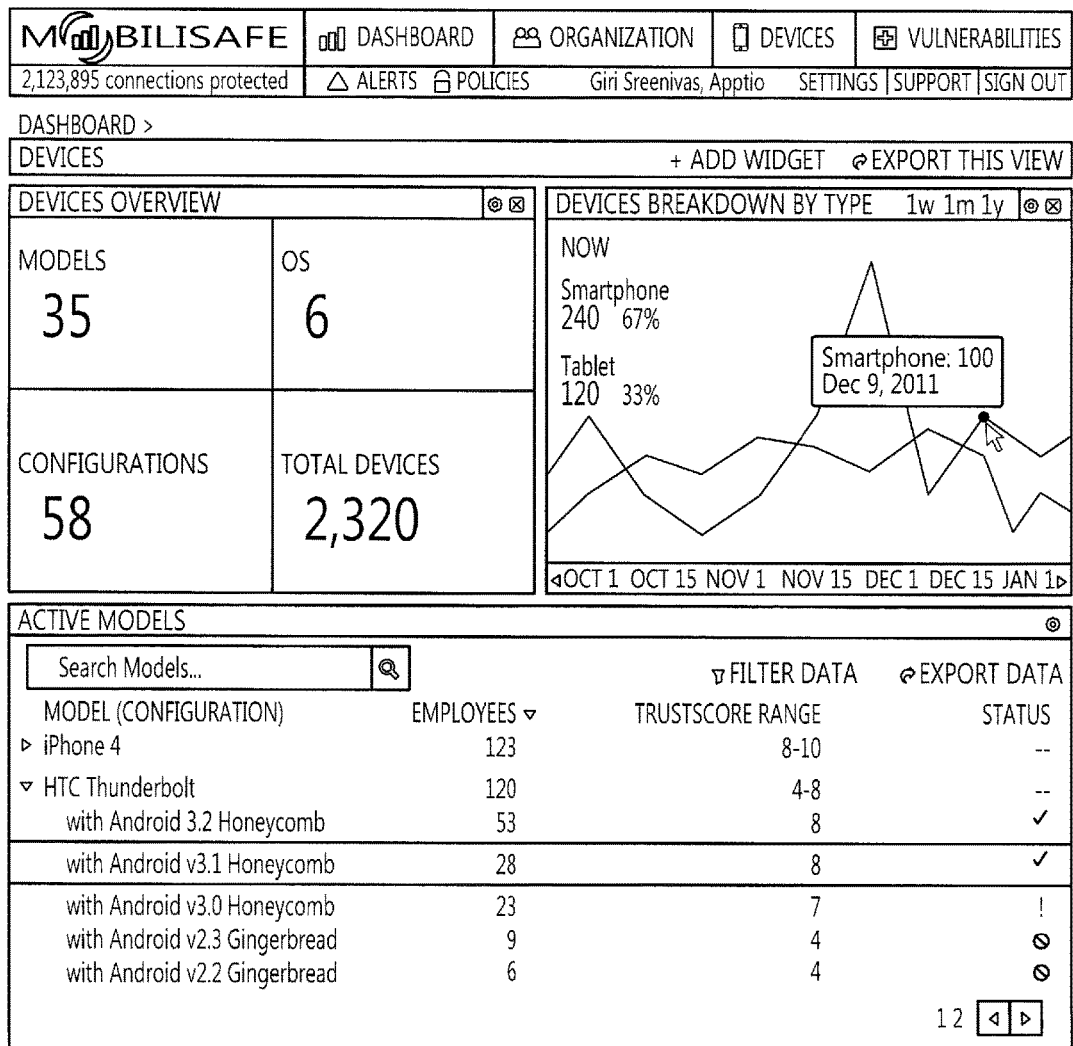 MOBILISAFE DASHBOARD ORGANIZATION DEVICES VULNERABILITIES
2,123,895 connections protected ALERTS POLICIES Giri Sreenivas, Apptio SETTINGS SUPPORT SIGN OUT
DASHBOARD >
DEVICES + ADD WIDGET EXPORT THIS VIEW
DEVICES OVERVIEW
MODELS
35
OS
6
CONFIGURATIONS
58
TOTAL DEVICES
2,320
DEVICES BREAKDOWN BY TYPE 1w 1m 1y
NOW
Smartphone
240 67%
Tablet
120 33%
Smartphone: 100
Dec 9, 2011
OCT 1 OCT 15 NOV 1 NOV 15 DEC 1 DEC 15 JAN 1
ACTIVE MODELS
Search Models... FILTER DATA EXPORT DATA
MODEL (CONFIGURATION) EMPLOYEES TRUSTSCORE RANGE STATUS
iPhone 4 123 8-10 --
HTC Thunderbolt 120 4-8 --
with Android 3.2 Honeycomb 53 8 ✓
with Android v3.1 Honeycomb 28 8 ✓
with Android v3.0 Honeycomb 23 7 !
with Android v2.3 Gingerbread 9 4
with Android v2.2 Gingerbread 6 4
1 2